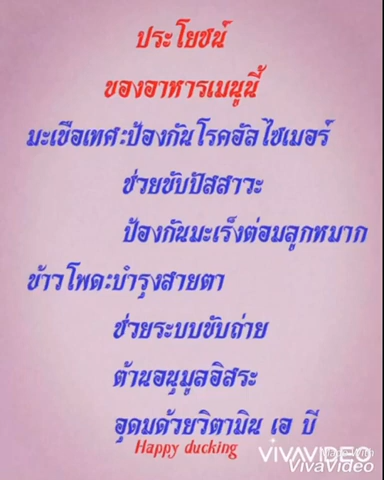 ประโยชน์
ของอาหารเมนูนี้
มะเขือเทศ:ป้องกันโรคอัลไซเมอร์
ช่วยขับปัสสาวะ
ป้องกันมะเร็งต่อมลูกหมาก
ข้าวโพด:บำรุงสายตา
ช่วยระบบขับถ่าย
ต้านอนุมูลอิสระ
อุดมด้วยวิตามิน เอ บี
Happy ducking
VIVAVIDEO
VivaVideo